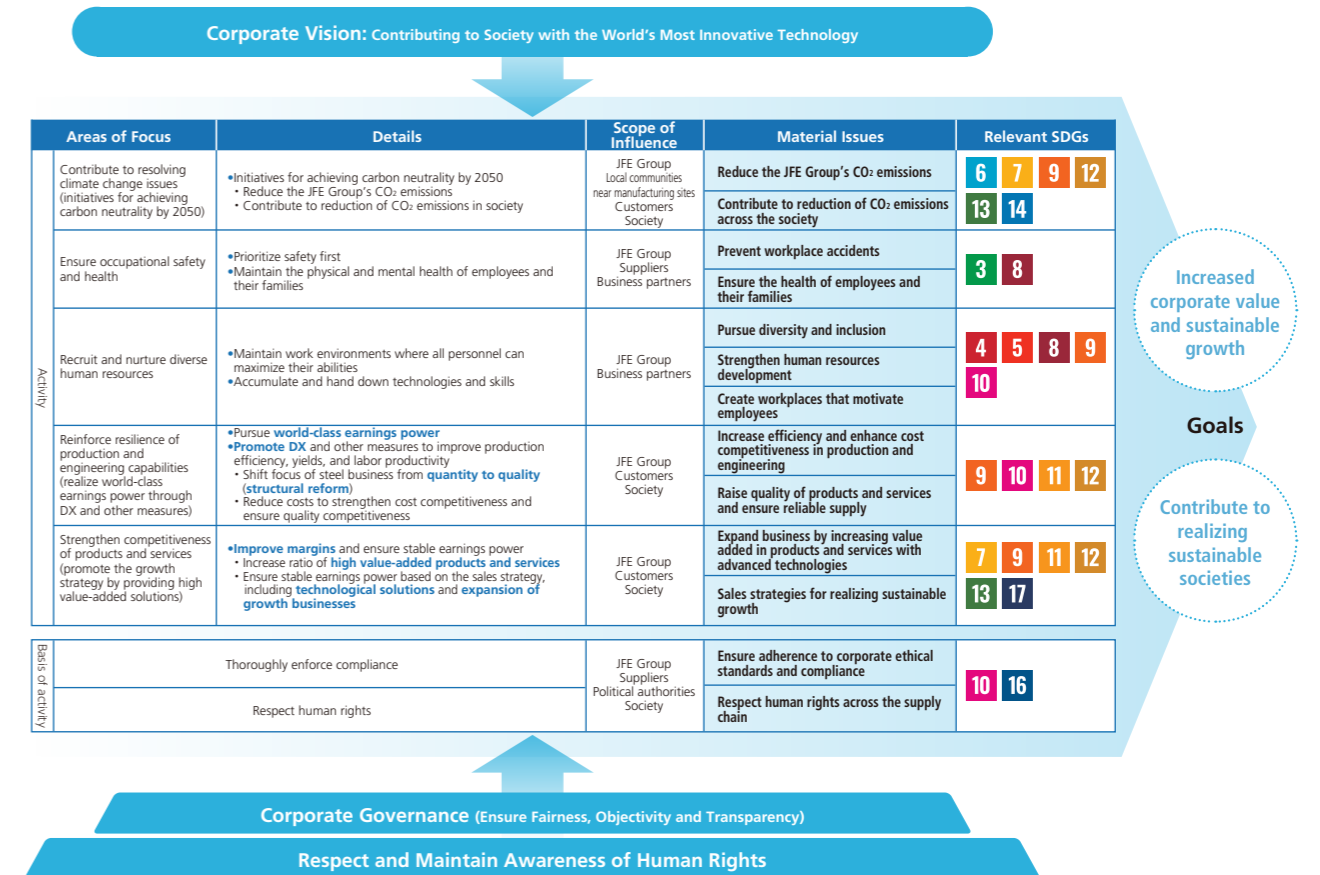 Corporate Vision: Contributing to Society with the World's Most Innovative Technology
Areas of Focus
Details
Scope of
Influence
Material Issues
Relevant SDGs
Activity
Contribute to resolving
climate change issues
(initiatives for achieving
carbon neutrality by 2050)
•Initiatives for achieving carbon neutrality by 2050
• Reduce the JFE Group's CO₂ emissions
• Contribute to reduction of CO₂ emissions in society
JFE Group
Local communities
near manufacturing sites
Customers
Society
Reduce the JFE Group's CO₂ emissions
Contribute to reduction of CO₂ emissions
across the society
6 7 9 12
13 14
Ensure occupational safety
and health
•Prioritize safety first
•Maintain the physical and mental health of employees and
their families
JFE Group
Suppliers
Business partners
Prevent workplace accidents
Ensure the health of employees and
their families
3 8
Recruit and nurture diverse
human resources
•Maintain work environments where all personnel can
maximize their abilities
•Accumulate and hand down technologies and skills
JFE Group
Business partners
Pursue diversity and inclusion
Strengthen human resources
development
Create workplaces that motivate
employees
4 5 8 9
10
Reinforce resilience of
production and
engineering capabilities
(realize world-class
earnings power through
DX and other measures)
•Pursue world-class earnings power
•Promote DX and other measures to improve production
efficiency, yields, and labor productivity
• Shift focus of steel business from quantity to quality
(structural reform)
• Reduce costs to strengthen cost competitiveness and
ensure quality competitiveness
JFE Group
Customers
Society
Increase efficiency and enhance cost
competitiveness in production and
engineering
Raise quality of products and services
and ensure reliable supply
9 10 11 12
Strengthen competitiveness
of products and services
(promote the growth
strategy by providing high
value-added solutions)
•Improve margins and ensure stable earnings power
• Increase ratio of high value-added products and services
• Ensure stable earnings power based on the sales strategy,
including technological solutions and expansion of
growth businesses
JFE Group
Customers
Society
Expand business by increasing value
added in products and services with
advanced technologies
Sales strategies for realizing sustainable
growth
7 9 11 12
13 17
Basis of activity
Thoroughly enforce compliance
Respect human rights
JFE Group
Suppliers
Political authorities
Society
Ensure adherence to corporate ethical
standards and compliance
Respect human rights across the supply
chain
10 16
Increased
corporate value
and sustainable
growth
Goals
Contribute to
realizing
sustainable
societies
Corporate Governance (Ensure Fairness, Objectivity and Transparency)
Respect and Maintain Awareness of Human Rights